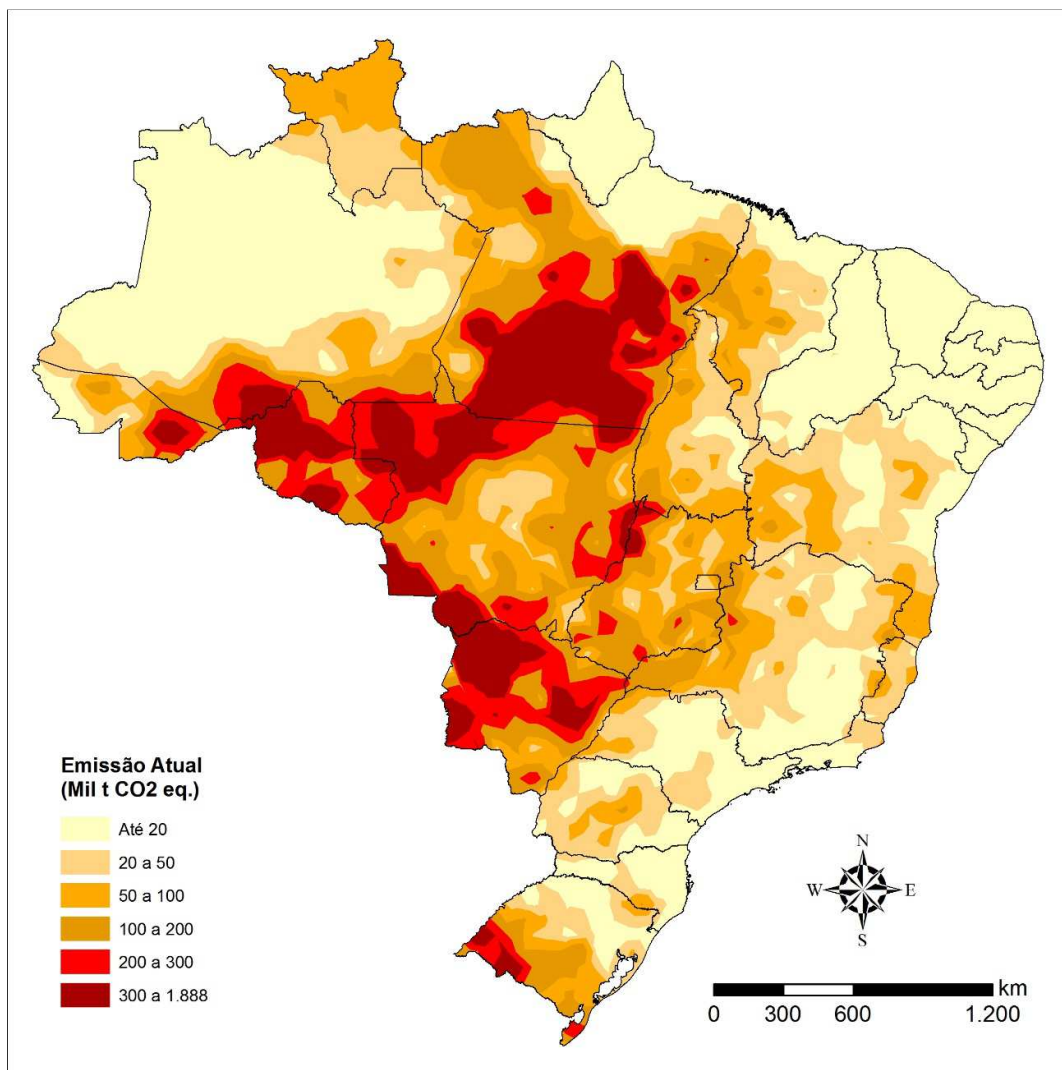 Emissão Atual
(Mil t CO2 eq.)
Até 20
20 a 50
50 a 100
100 a 200
200 a 300
300 a 1.888
N
W E
S
km
0 300 600 1.200